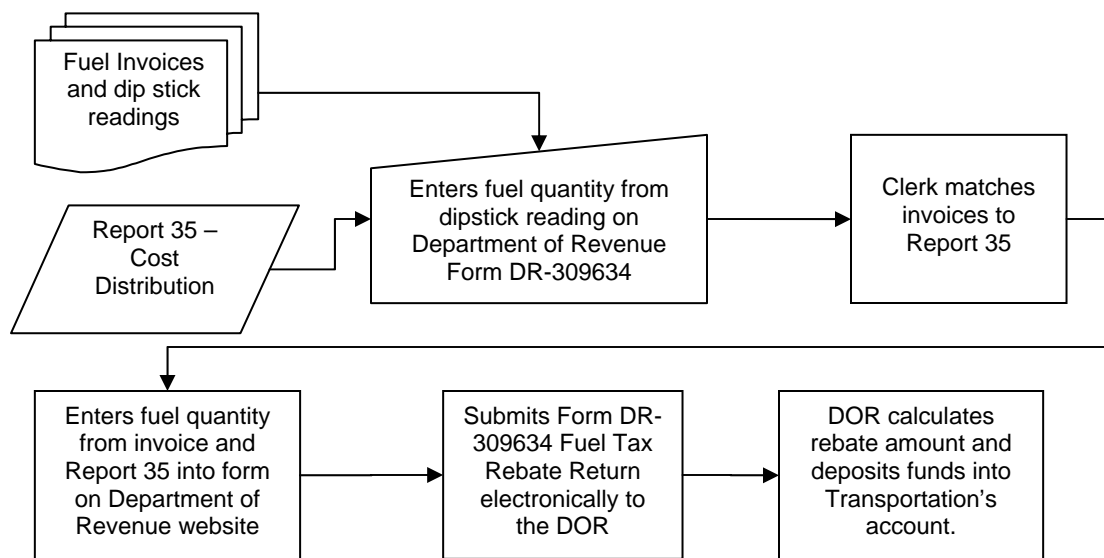 Fuel Invoices
and dip stick
readings
Report 35 –
Cost
Distribution
Enters fuel quantity from
dipstick reading on
Department of Revenue
Form DR-309634
Clerk matches
invoices to
Report 35
Enters fuel quantity
from invoice and
Report 35 into form
on Department of
Revenue website
Submits Form DR-
309634 Fuel Tax
Rebate Return
electronically to
the DOR
DOR calculates
rebate amount and
deposits funds into
Transportation’s
account.